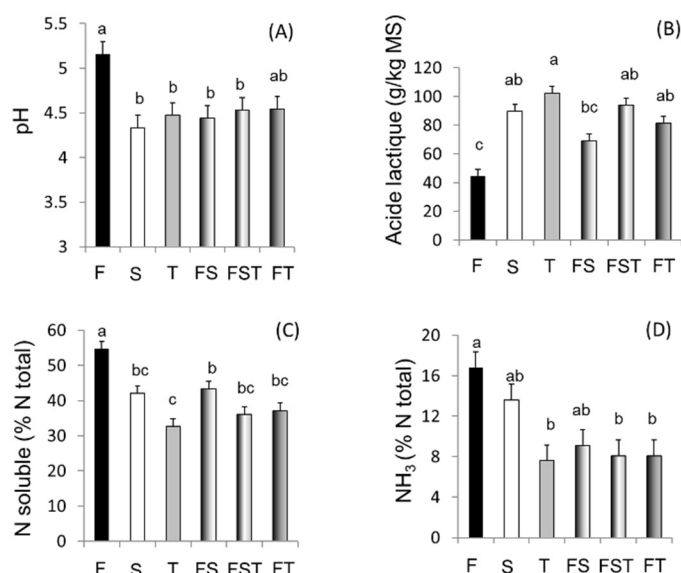 (A)
pH
5.5
5
4.5
4
3.5
3
a
b
b
b
b
ab
F S T FS FST FT
(B)
Acide lactique (g/kg MS)
120
100
80
60
40
20
0
c
ab
a
bc
ab
ab
F S T FS FST FT
(C)
N soluble (% N total)
60
50
40
30
20
10
0
a
bc
c
b
bc
bc
F S T FS FST FT
(D)
NH3 (% N total)
20
16
12
8
4
0
a
ab
b
ab
b
b
F S T FS FST FT